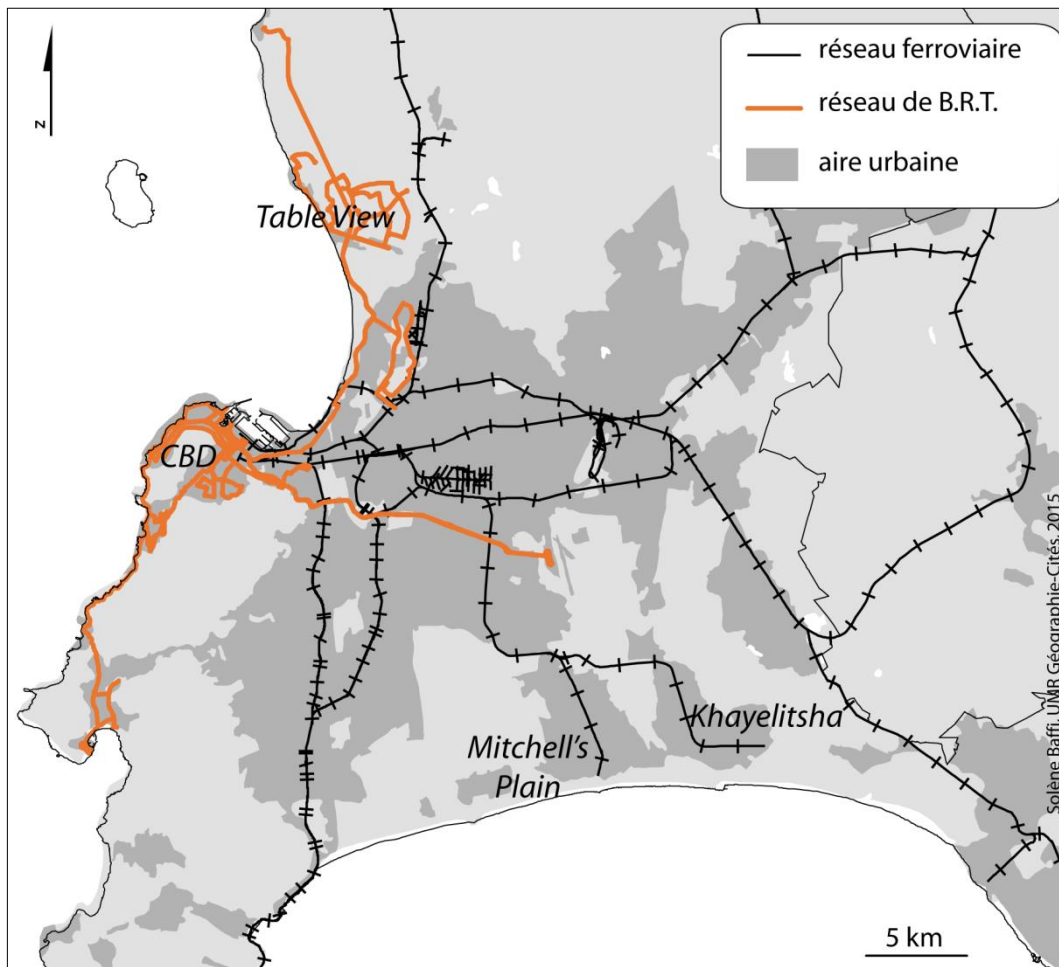 réseau ferroviaire
réseau de B.R.T.
aire urbaine
N
Table View
CBD
Khayelitsha
Mitchell's
Plain
5 km
Solène Baffi, UMR Géographie-Cités, 2015